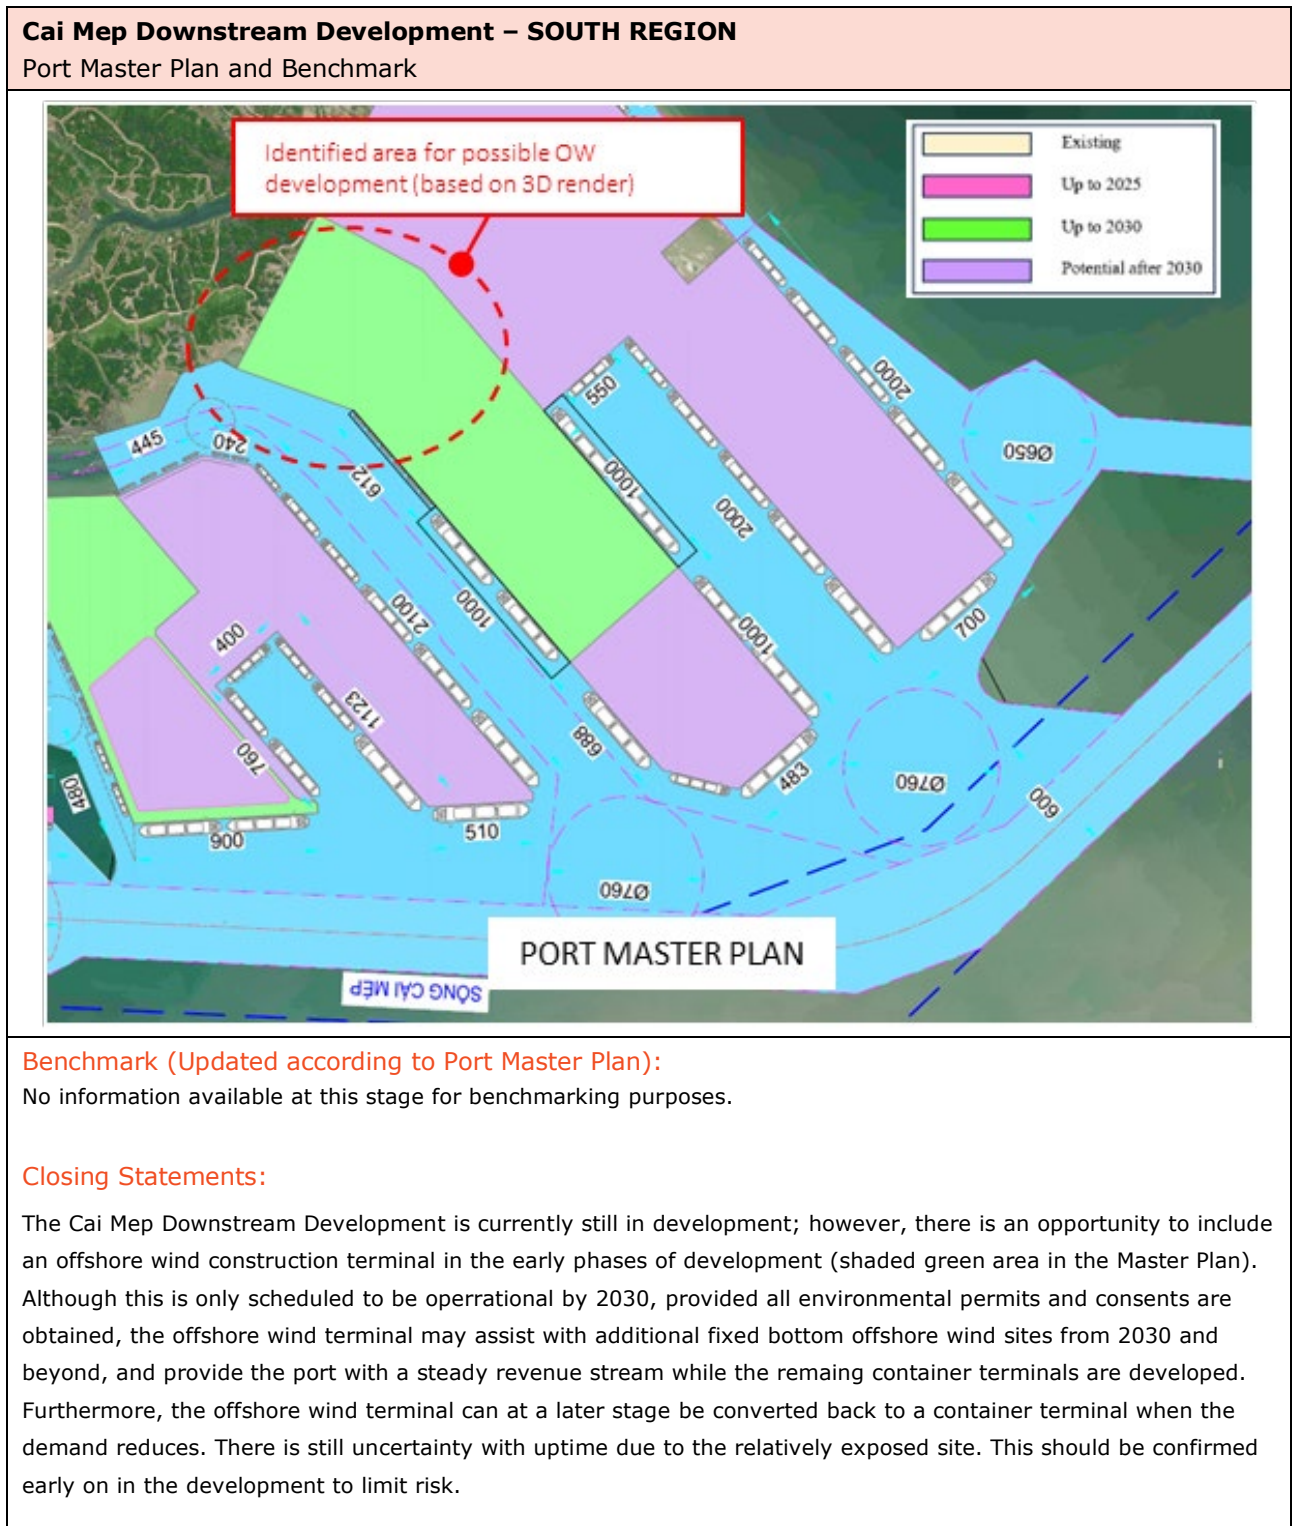 Cai Mep Downstream Development – SOUTH REGION
Port Master Plan and Benchmark
Identified area for possible OW
development (based on 3D render)
Existing
Up to 2025
Up to 2030
Potential after 2030
445
240
612
550
1000
2000
2000
Ø650
1000
2100
400
1123
760
480
900
510
688
1000
700
483
Ø760
600
Ø760
PORT MASTER PLAN
SÔNG CÁI MÉP
Benchmark (Updated according to Port Master Plan):
No information available at this stage for benchmarking purposes.
Closing Statements:
The Cai Mep Downstream Development is currently still in development; however, there is an opportunity to include
an offshore wind construction terminal in the early phases of development (shaded green area in the Master Plan).
Although this is only scheduled to be operrational by 2030, provided all environmental permits and consents are
obtained, the offshore wind terminal may assist with additional fixed bottom offshore wind sites from 2030 and
beyond, and provide the port with a steady revenue stream while the remaing container terminals are developed.
Furthermore, the offshore wind terminal can at a later stage be converted back to a container terminal when the
demand reduces. There is still uncertainty with uptime due to the relatively exposed site. This should be confirmed
early on in the development to limit risk.